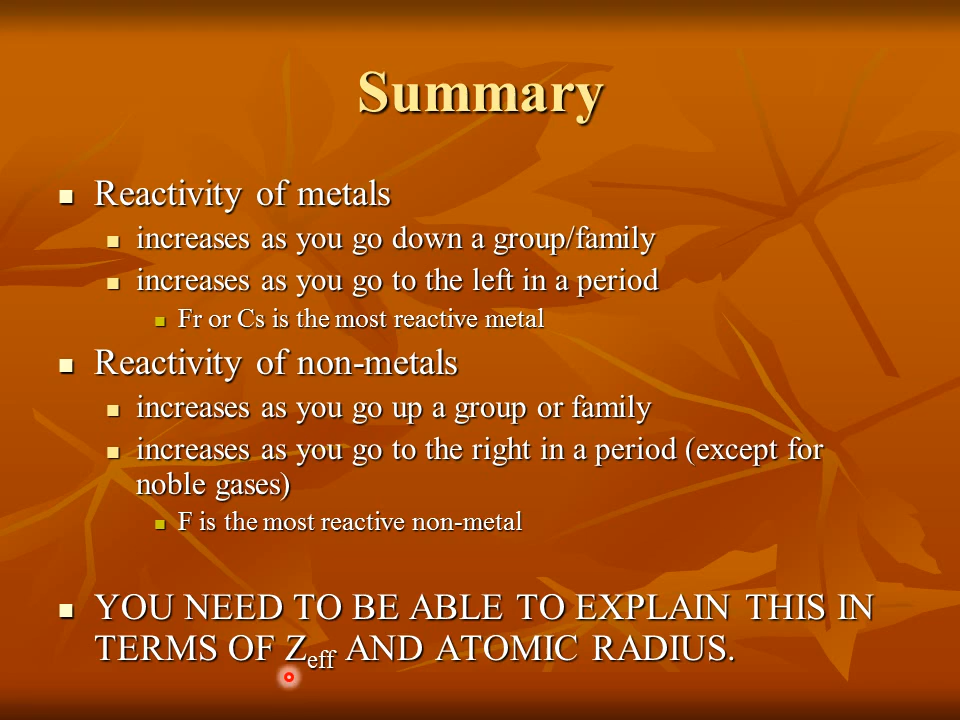 Summary
Reactivity of metals
increases as you go down a group/family
increases as you go to the left in a period
Fr or Cs is the most reactive metal
Reactivity of non-metals
increases as you go up a group or family
increases as you go to the right in a period (except for
noble gases)
F is the most reactive non-metal
YOU NEED TO BE ABLE TO EXPLAIN THIS IN
TERMS OF Zeff AND ATOMIC RADIUS.